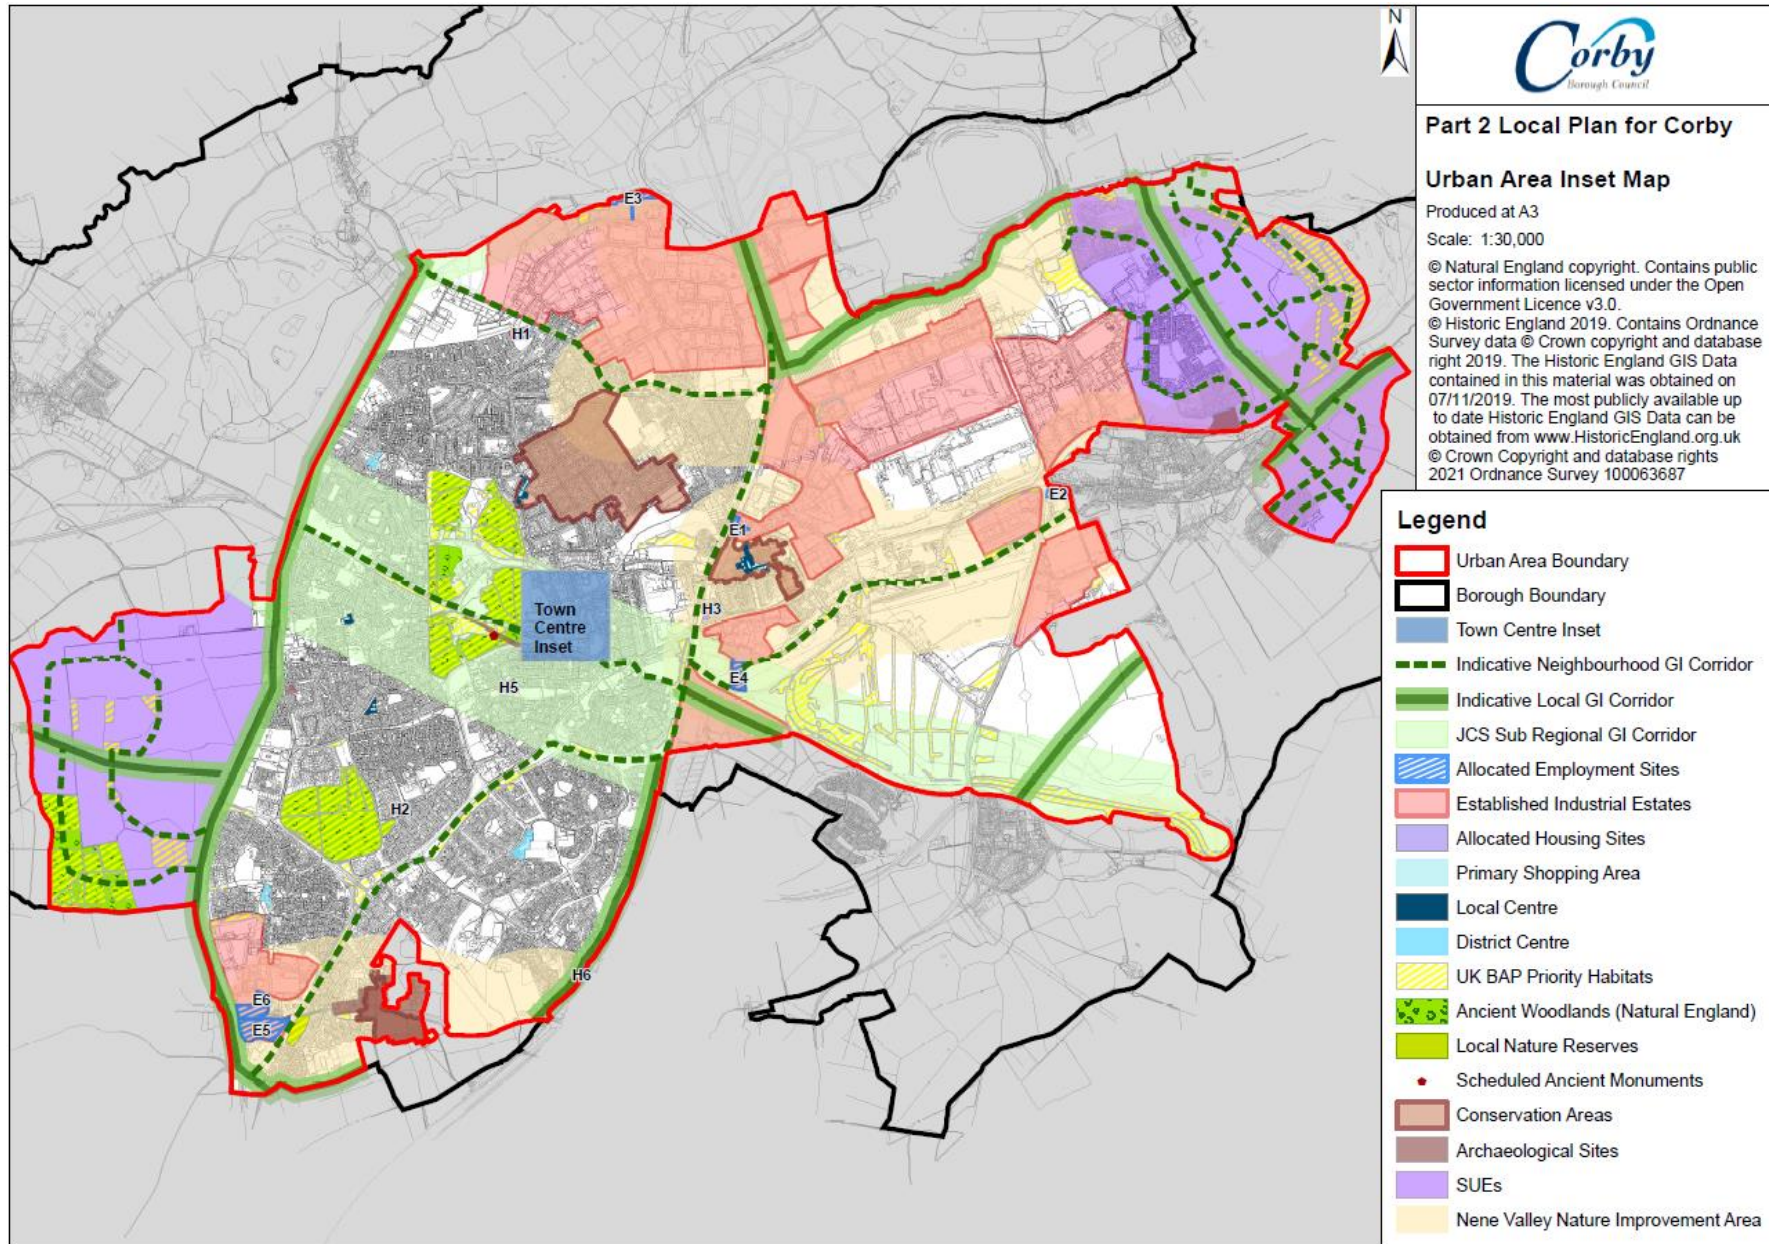 N
Corby
Borough Council
Part 2 Local Plan for Corby
Urban Area Inset Map
Produced at A3
Scale: 1:30,000
© Natural England copyright. Contains public
sector information licensed under the Open
Government Licence v3.0.
© Historic England 2019. Contains Ordnance
Survey data © Crown copyright and database
right 2019. The Historic England GIS Data
contained in this material was obtained on
07/11/2019. The most publicly available up
to date Historic England GIS Data can be
obtained from www.HistoricEngland.org.uk
© Crown Copyright and database rights
2021 Ordnance Survey 100063687
E3
H1
E2
E1
Town
Centre
Inset
H3
E4
H5
H2
H6
E6
E5
Legend
Urban Area Boundary
Borough Boundary
Town Centre Inset
Indicative Neighbourhood GI Corridor
Indicative Local GI Corridor
JCS Sub Regional GI Corridor
Allocated Employment Sites
Established Industrial Estates
Allocated Housing Sites
Primary Shopping Area
Local Centre
District Centre
UK BAP Priority Habitats
Ancient Woodlands (Natural England)
Local Nature Reserves
Scheduled Ancient Monuments
Conservation Areas
Archaeological Sites
SUEs
Nene Valley Nature Improvement Area